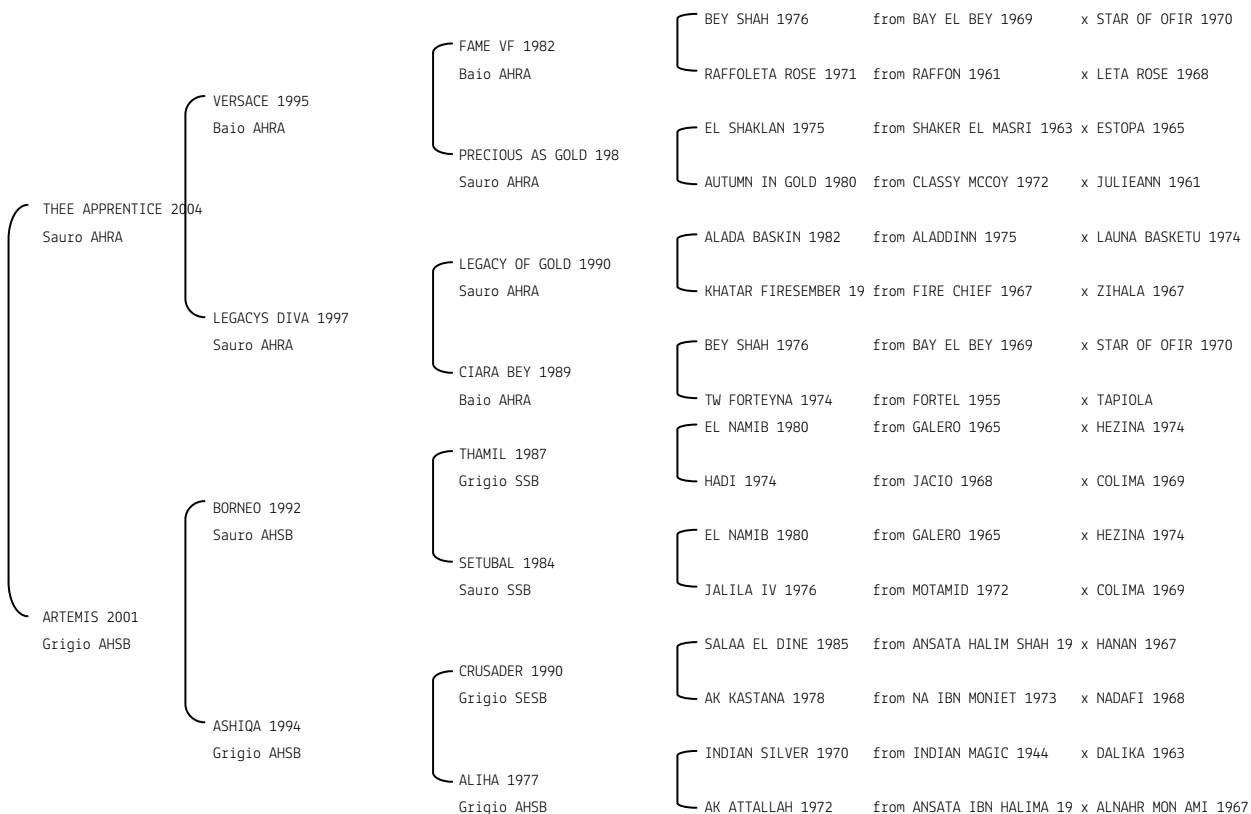 BEY SHAH 1976 from BAY EL BEY 1969 x STAR OF OFIR 1970
FAME VF 1982
Baio AHRA
RAFFOLETA ROSE 1971 from RAFFON 1961 x LETA ROSE 1968
VERSACE 1995
Baio AHRA
EL SHAKLAN 1975 from SHAKER EL MASRI 1963 x ESTOPA 1965
PRECIOUS AS GOLD 198
Sauro AHRA
AUTUMN IN GOLD 1980 from CLASSY MCCOY 1972 x JULIEANN 1961
THEE APPRENTICE 2004
Sauro AHRA
ALADA BASKIN 1982 from ALADDINN 1975 x LAUNA BASKETU 1974
LEGACY OF GOLD 1990
Sauro AHRA
KHATAR FIRESEMBER 19 from FIRE CHIEF 1967 x ZIHALA 1967
LEGACYS DIVA 1997
Sauro AHRA
BEY SHAH 1976 from BAY EL BEY 1969 x STAR OF OFIR 1970
CIARA BEY 1989
Baio AHRA
TW FORTEYNA 1974 from FORTEL 1955 x TAPIOLA
EL NAMIB 1980 from GALERO 1965 x HEZINA 1974
THAMIL 1987
Grigio SSB
HADI 1974 from JACIO 1968 x COLIMA 1969
BORNEO 1992
Sauro AHSB
EL NAMIB 1980 from GALERO 1965 x HEZINA 1974
SETUBAL 1984
Sauro SSB
JALILA IV 1976 from MOTAMID 1972 x COLIMA 1969
ARTEMIS 2001
Grigio AHSB
SALAA EL DINE 1985 from ANSATA HALIM SHAH 19 x HANAN 1967
CRUSADER 1990
Grigio SESB
AK KASTANA 1978 from NA IBN MONIET 1973 x NADAFI 1968
ASHIQA 1994
Grigio AHSB
INDIAN SILVER 1970 from INDIAN MAGIC 1944 x DALIKA 1963
ALIHA 1977
Grigio AHSB
AK ATTALLAH 1972 from ANSATA IBN HALIMA 19 x ALNAHR MON AMI 1967